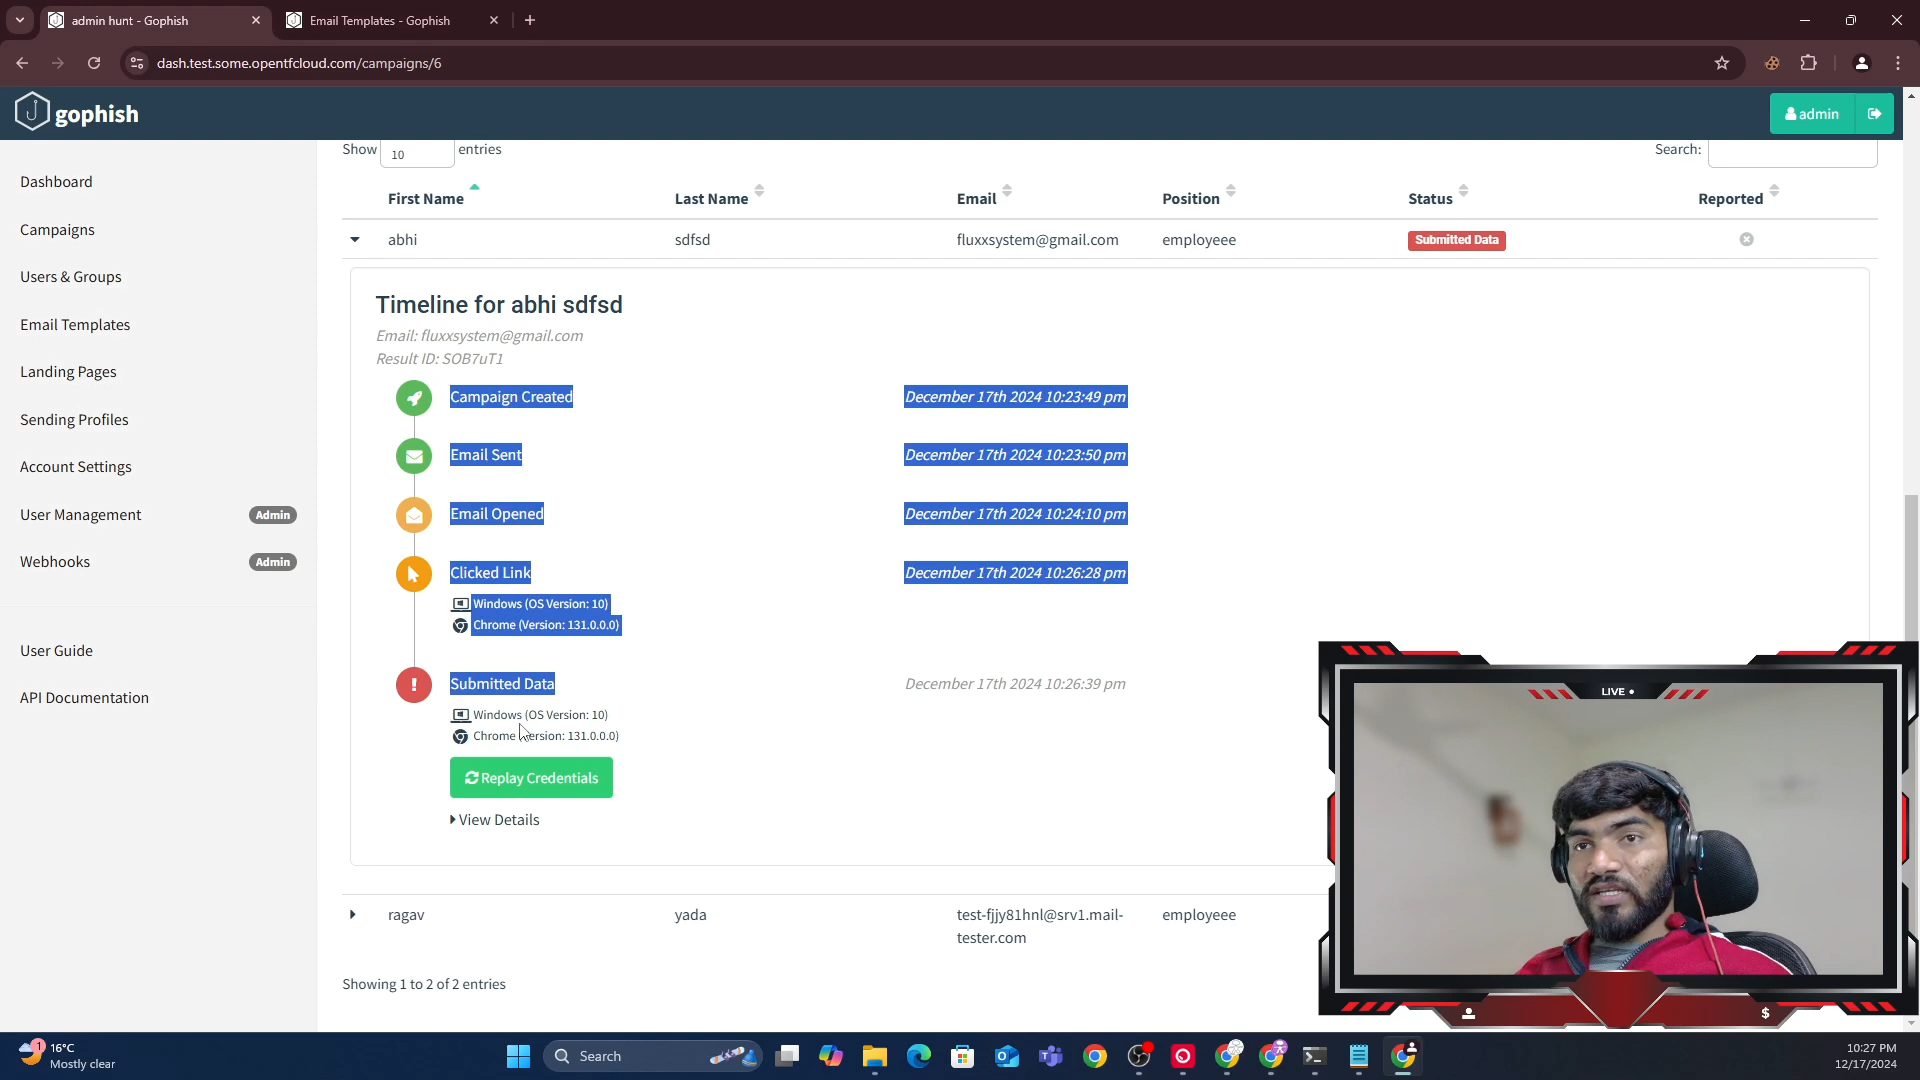 admin hunt - Gophish
Email Templates - Gophish
dash.test.some.opentfcloud.com/campaigns/6
gophish
admin
Dashboard
Campaigns
Users & Groups
Email Templates
Landing Pages
Sending Profiles
Account Settings
User Management Admin
Webhooks Admin
User Guide
API Documentation
Show 10 entries
Search:
First Name Last Name Email Position Status Reported
abhi sdfsd fluxxsystem@gmail.com employeee Submitted Data
Timeline for abhi sdfsd
Email: fluxxsystem@gmail.com
Result ID: SOB7uT1
Campaign Created December 17th 2024 10:23:49 pm
Email Sent December 17th 2024 10:23:50 pm
Email Opened December 17th 2024 10:24:10 pm
Clicked Link December 17th 2024 10:26:28 pm
Windows (OS Version: 10)
Chrome (Version: 131.0.0.0)
Submitted Data December 17th 2024 10:26:39 pm
Windows (OS Version: 10)
Chrome (Version: 131.0.0.0)
Replay Credentials
View Details
ragav yada test-fjjy81hnl@srv1.mail-
tester.com employeee
Showing 1 to 2 of 2 entries
LIVE
$
1
16°C
Mostly clear
Search
10:27 PM
12/17/2024